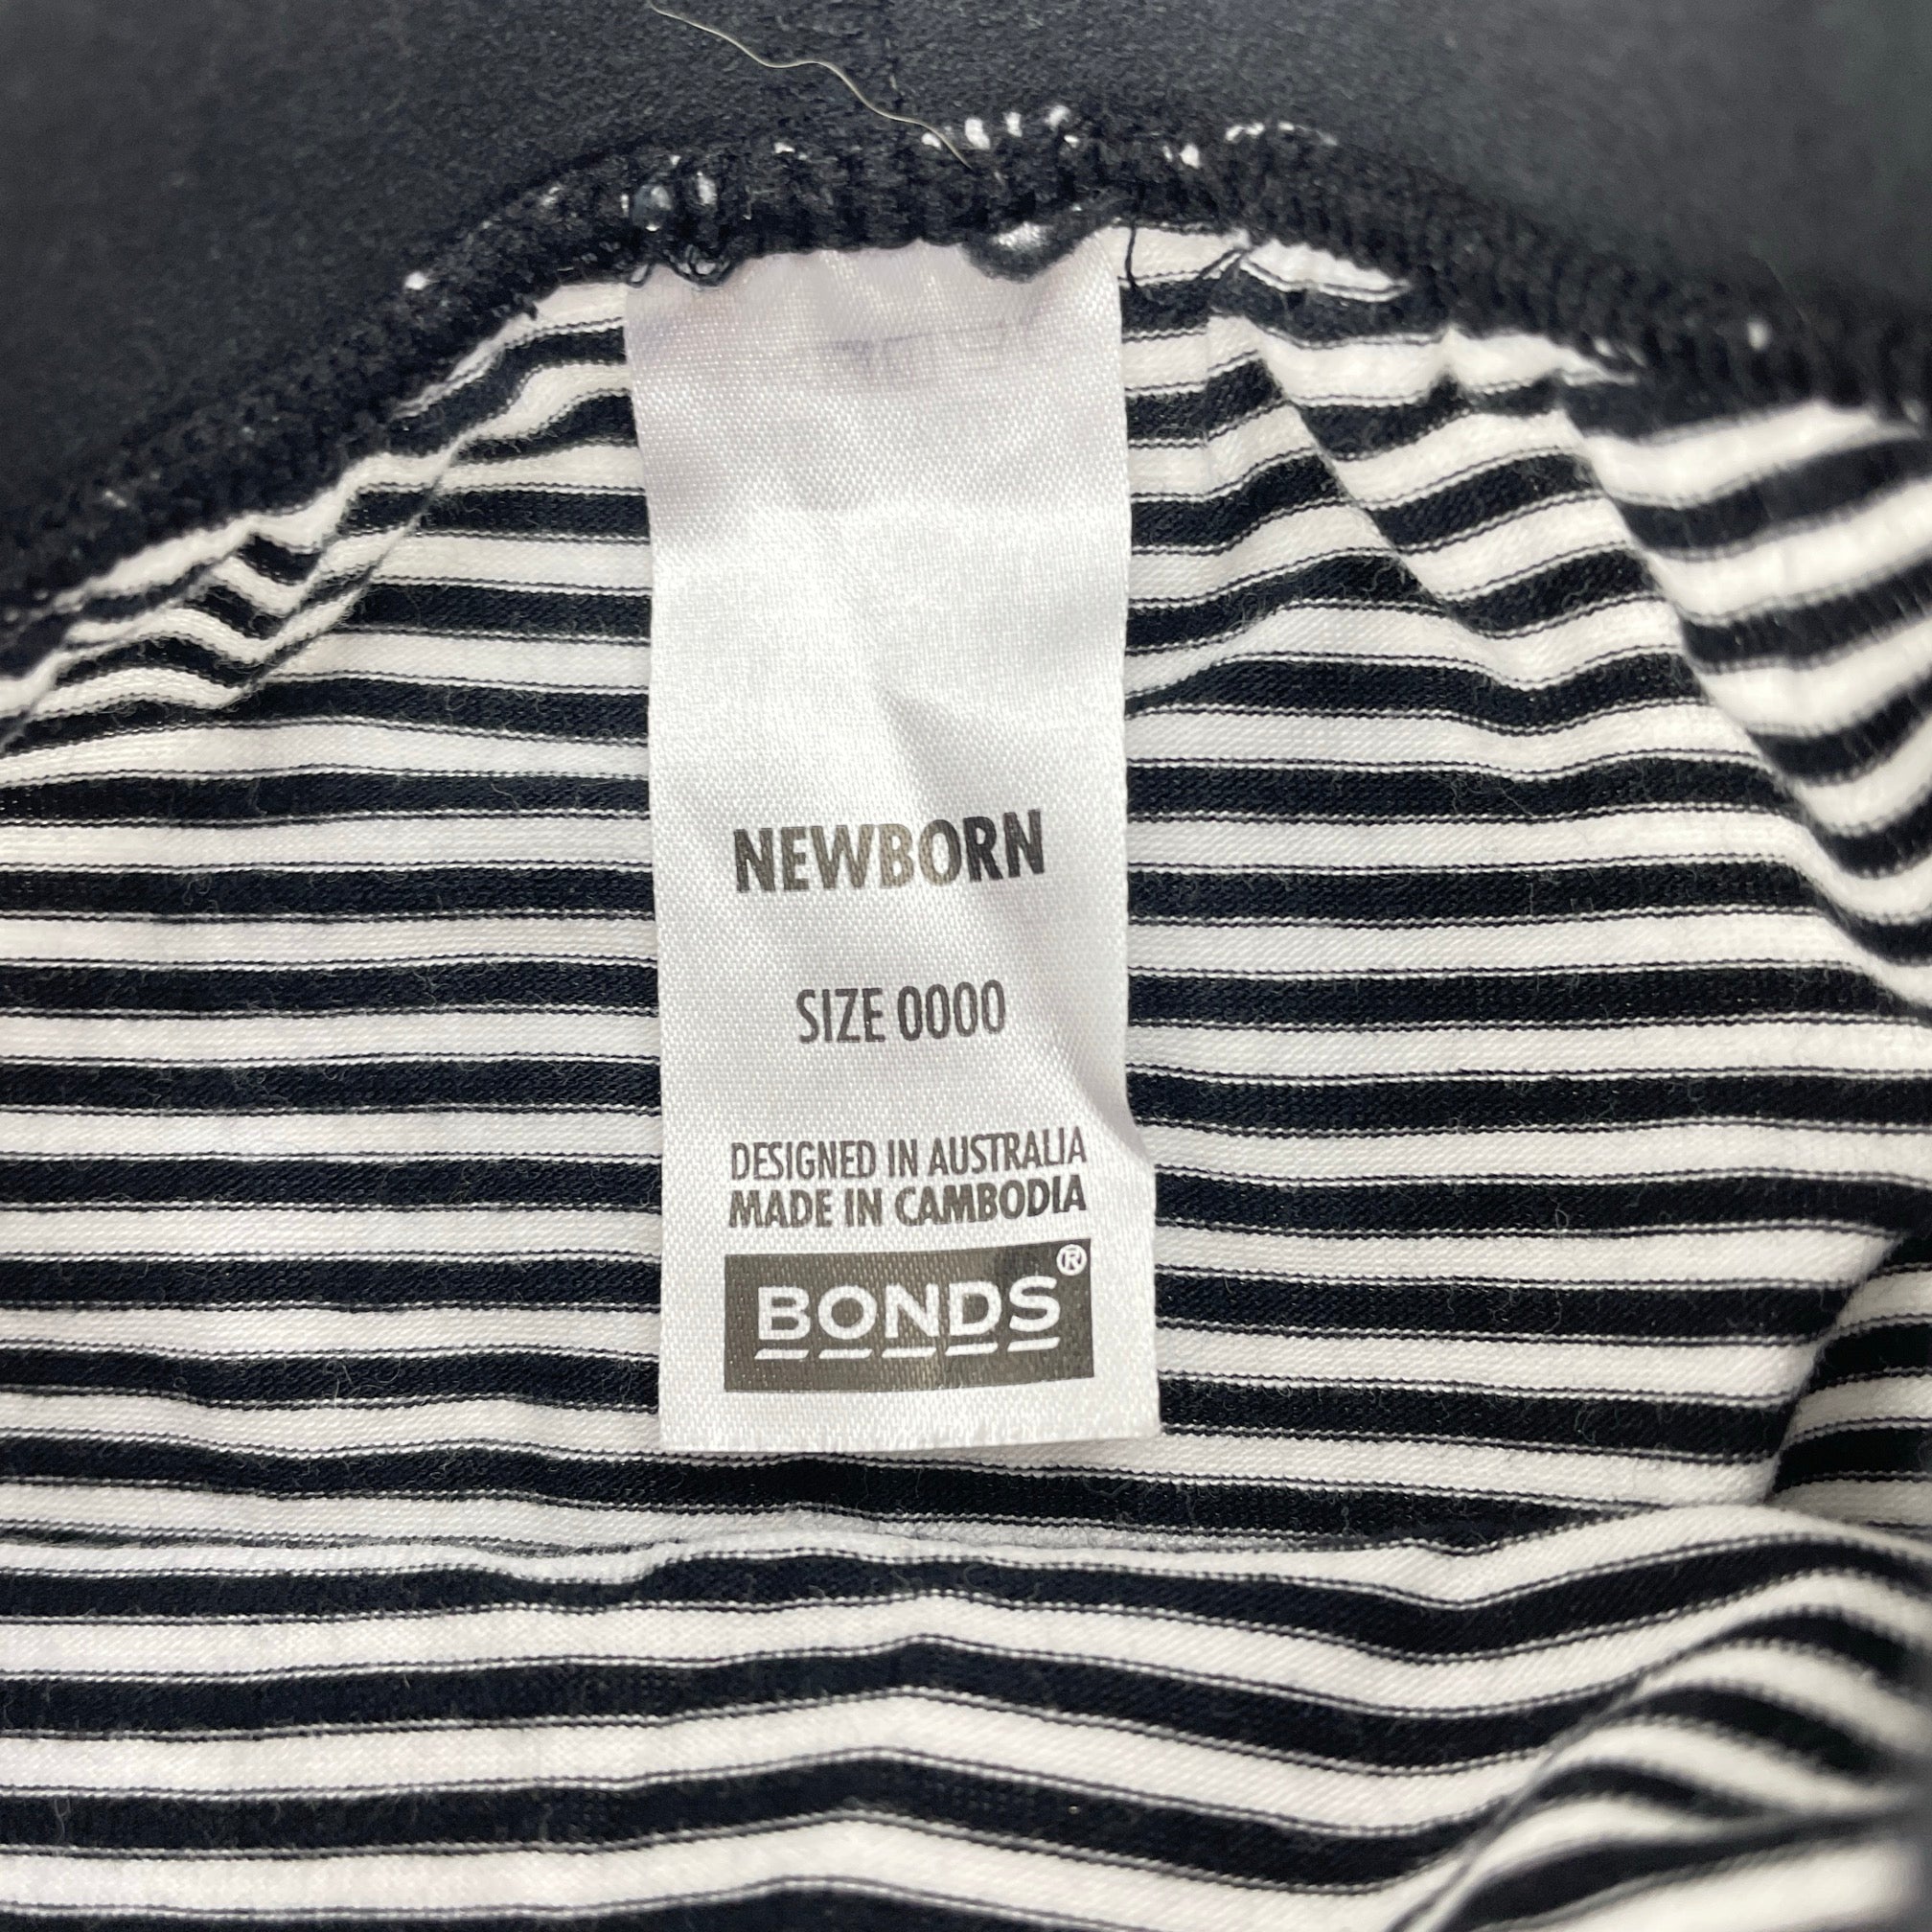 NEWBORN
SIZE 0000
DESIGNED IN AUSTRALIA
MADE IN CAMBODIA
BONDS®